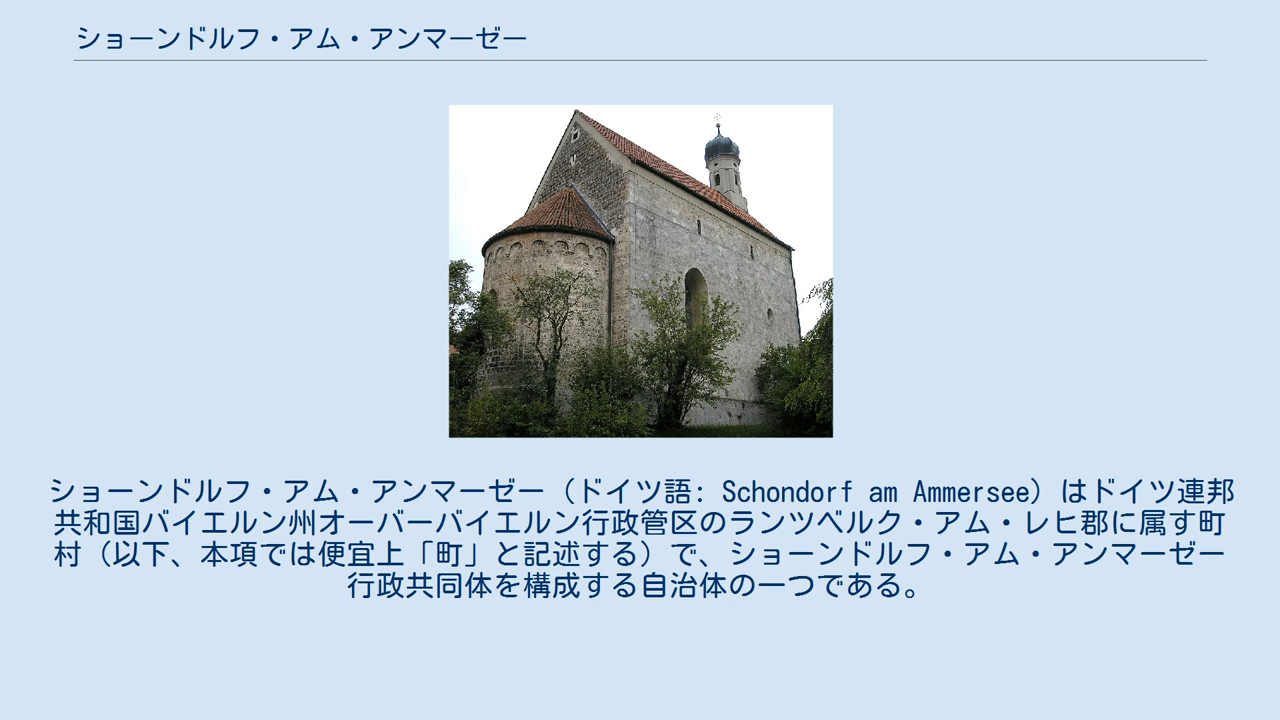 ショーンドルフ・アム・アンマーゼー
ショーンドルフ・アム・アンマーゼー（ドイツ語: Schondorf am Ammersee）はドイツ連邦
共和国バイエルン州オーバーバイエルン行政管区のランツベルク・アム・レヒ郡に属す町
村（以下、本項では便宜上「町」と記述する）で、ショーンドルフ・アム・アンマーゼー
行政共同体を構成する自治体の一つである。